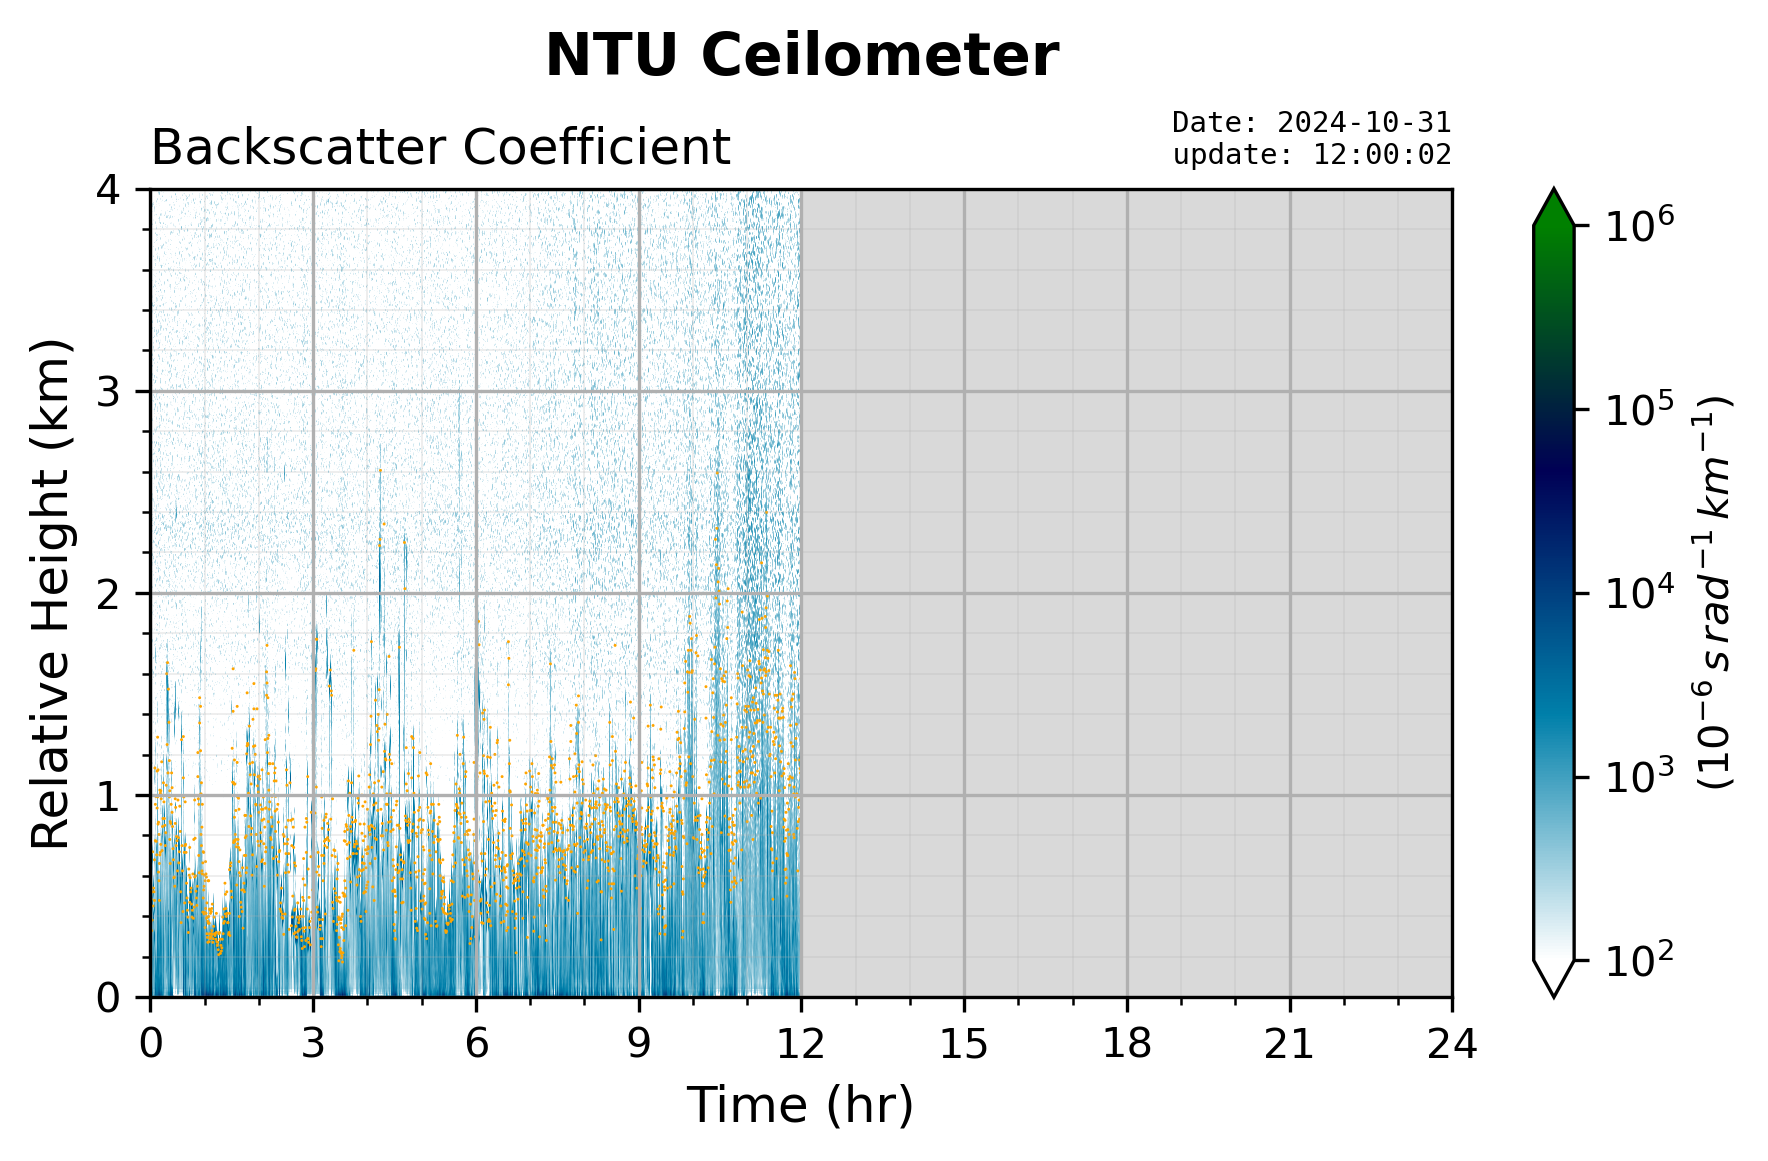 NTU Ceilometer
Backscatter Coefficient
Date: 2024-10-31
update: 12:00:02
Relative Height (km)
4
3
2
1
0
0 3 6 9 12 15 18 21 24
Time (hr)
10⁶
10⁵
10⁴
10³
10²
(10⁻⁶ s rad⁻¹ km⁻¹)